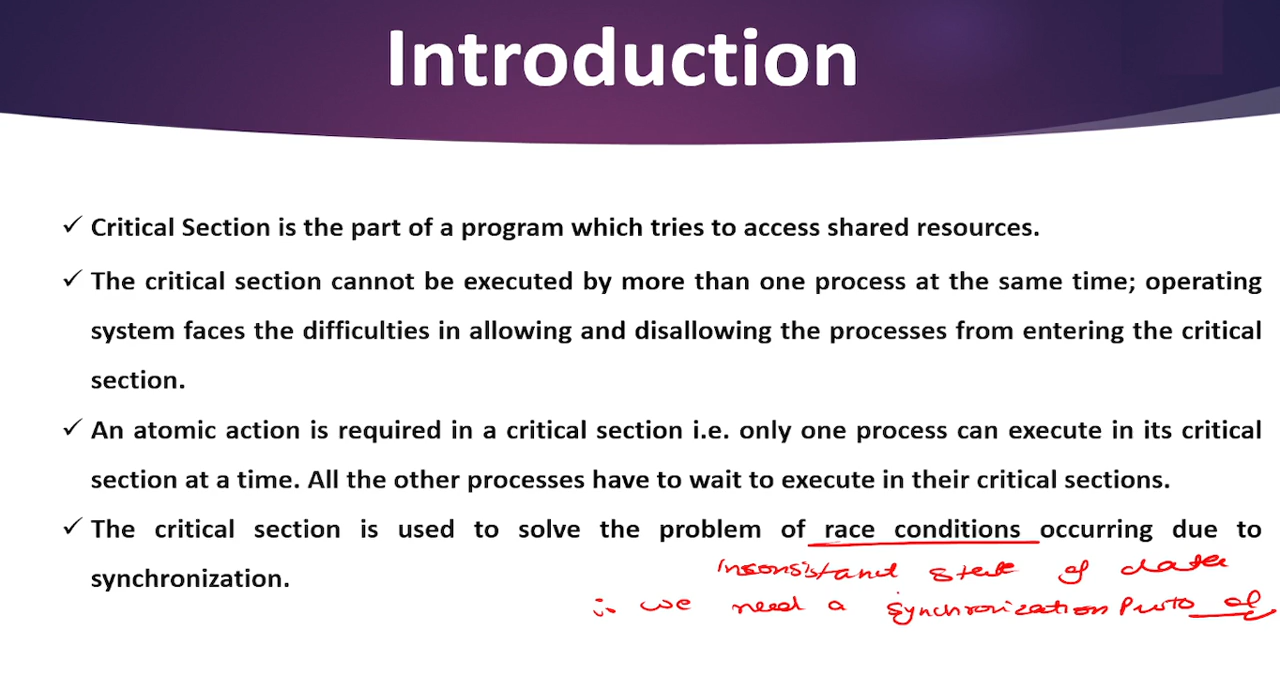 Introduction
✓ Critical Section is the part of a program which tries to access shared resources.
✓ The critical section cannot be executed by more than one process at the same time; operating
system faces the difficulties in allowing and disallowing the processes from entering the critical
section.
✓ An atomic action is required in a critical section i.e. only one process can execute in its critical
section at a time. All the other processes have to wait to execute in their critical sections.
✓ The critical section is used to solve the problem of race conditions occurring due to
synchronization.
of data
∴ we need a synchronization